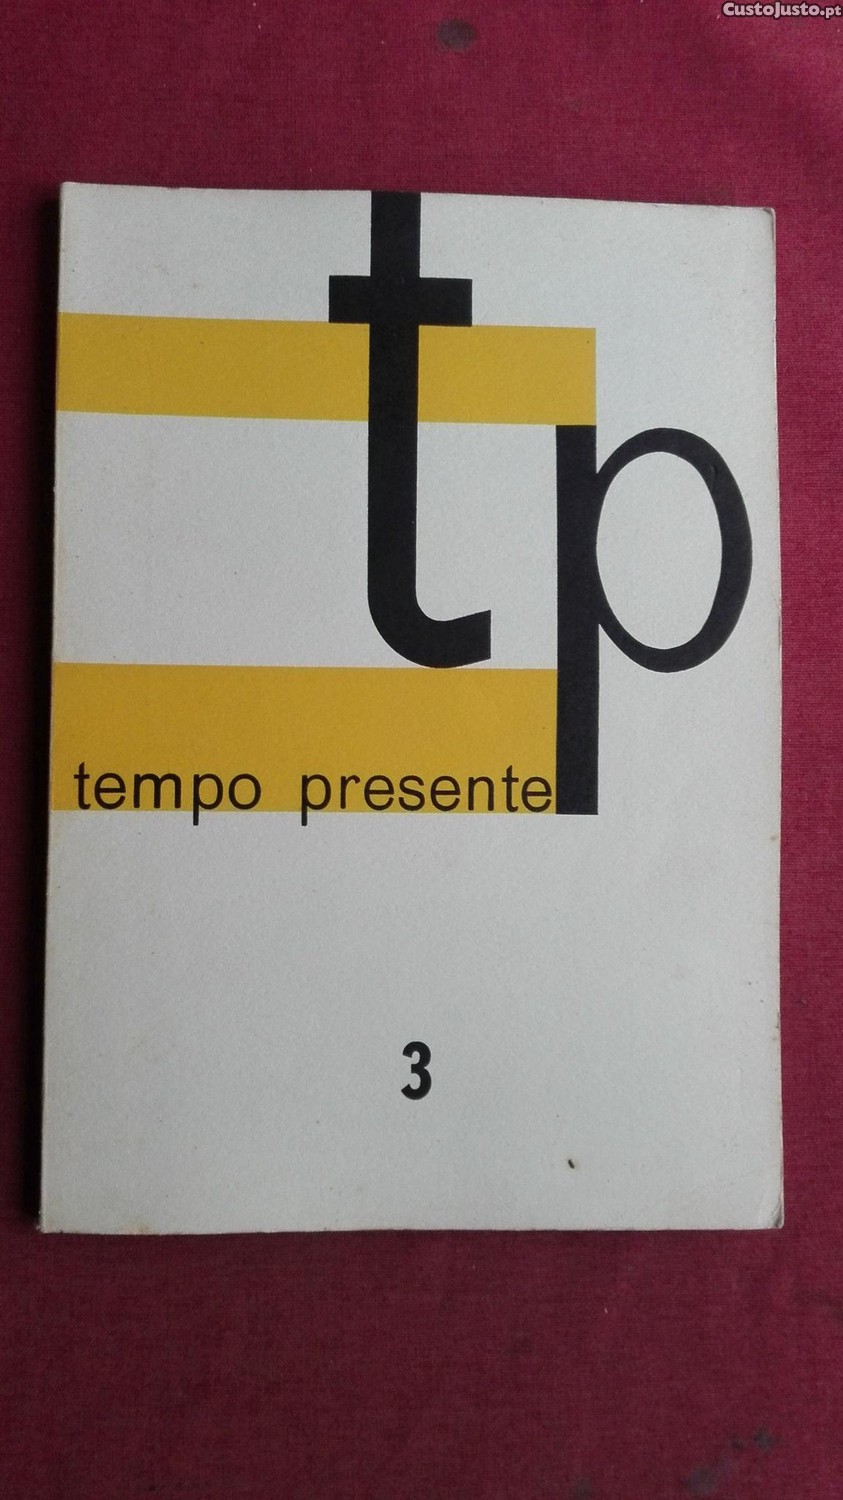 CustoJusto.pt
tp
tempo presente
3